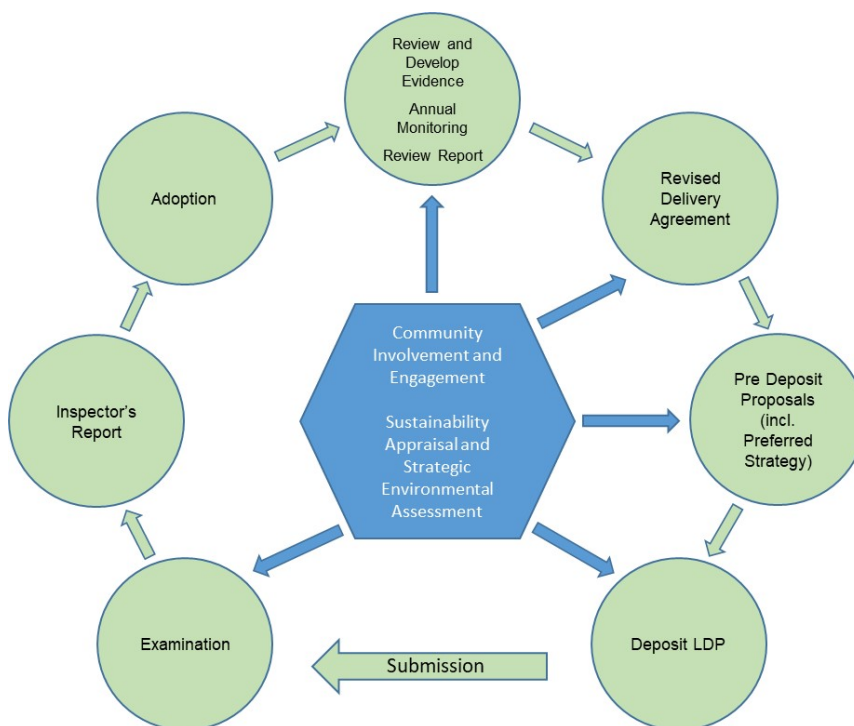 Review and
Develop
Evidence
Annual
Monitoring
Review Report
Revised
Delivery
Agreement
Pre Deposit
Proposals
(incl.
Preferred
Strategy)
Deposit LDP
Submission
Examination
Inspector's
Report
Adoption
Community
Involvement and
Engagement
Sustainability
Appraisal and
Strategic
Environmental
Assessment